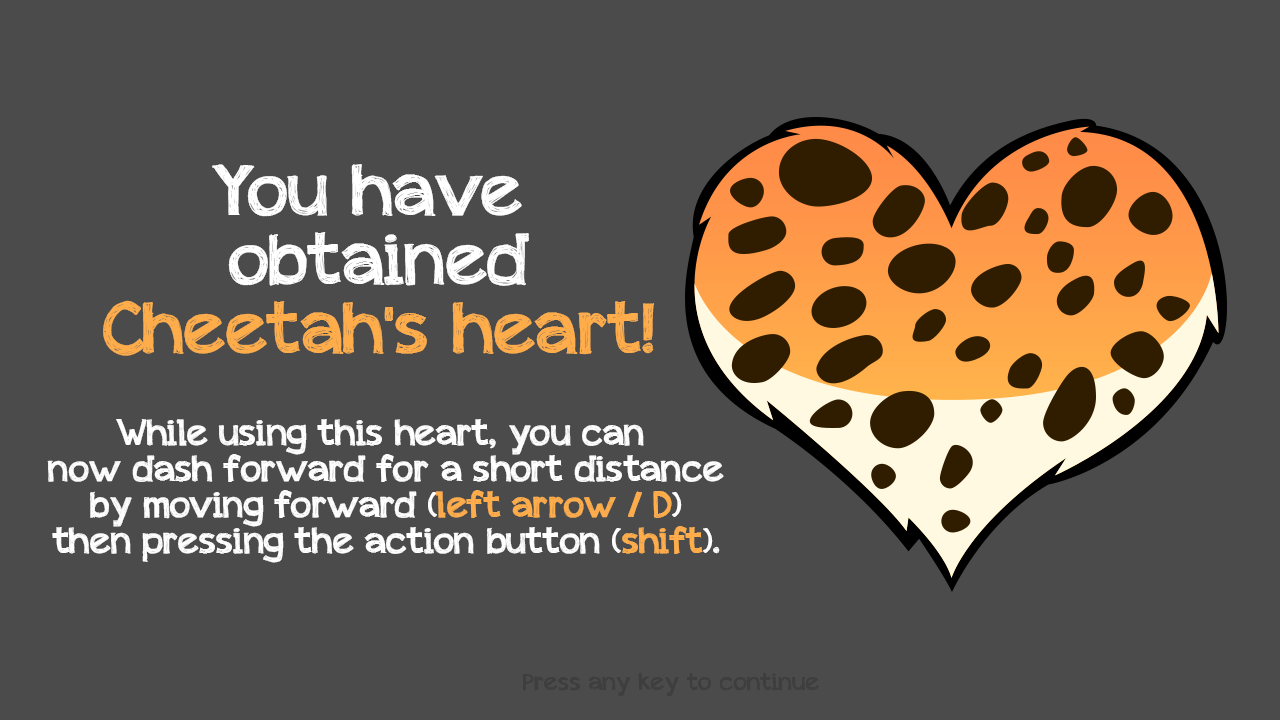 You have
obtained
Cheetah's heart!
While using this heart, you can
now dash forward for a short distance
by moving forward (left arrow / D)
then pressing the action button (shift).
Press any key to continue